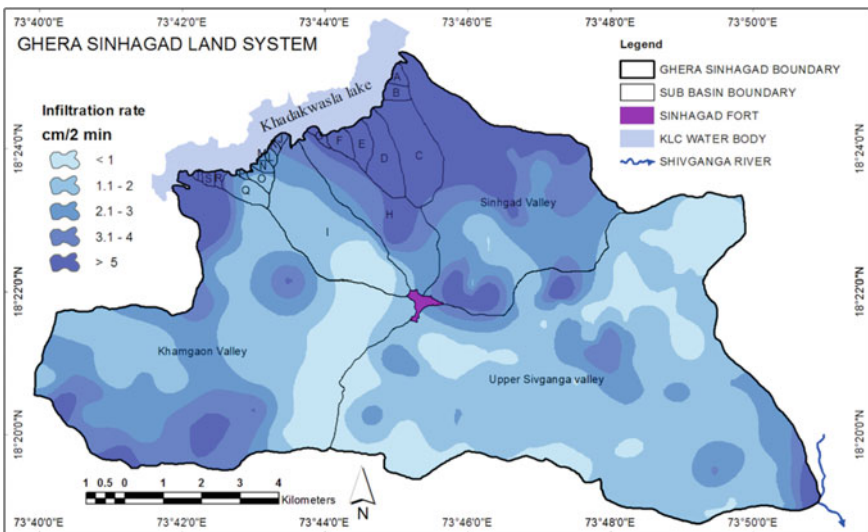 73°42'0"E 73°44'0"E 73°46'0"E 73°48'0"E 73°50'0"E
GHERA SINHAGAD LAND SYSTEM
Khadakwasla lake
Legend
GHERA SINHAGAD BOUNDARY
SUB BASIN BOUNDARY
SINHAGAD FORT
KLC WATER BODY
SHIVGANGA RIVER
Infiltration rate
cm/2 min
< 1
1.1 - 2
2.1 - 3
3.1 - 4
> 5
A
B
C
D
E
F
H
I
O
Q
R
S
Sinhgad Valley
Khamgaon Valley
Upper Sivganga valley
18°24'0"N 18°24'0"N
18°22'0"N 18°22'0"N
18°20'0"N 18°20'0"N
1 0.5 0 1 2 3 4
Kilometers
N
73°40'0"E 73°42'0"E 73°44'0"E 73°46'0"E 73°48'0"E 73°50'0"E